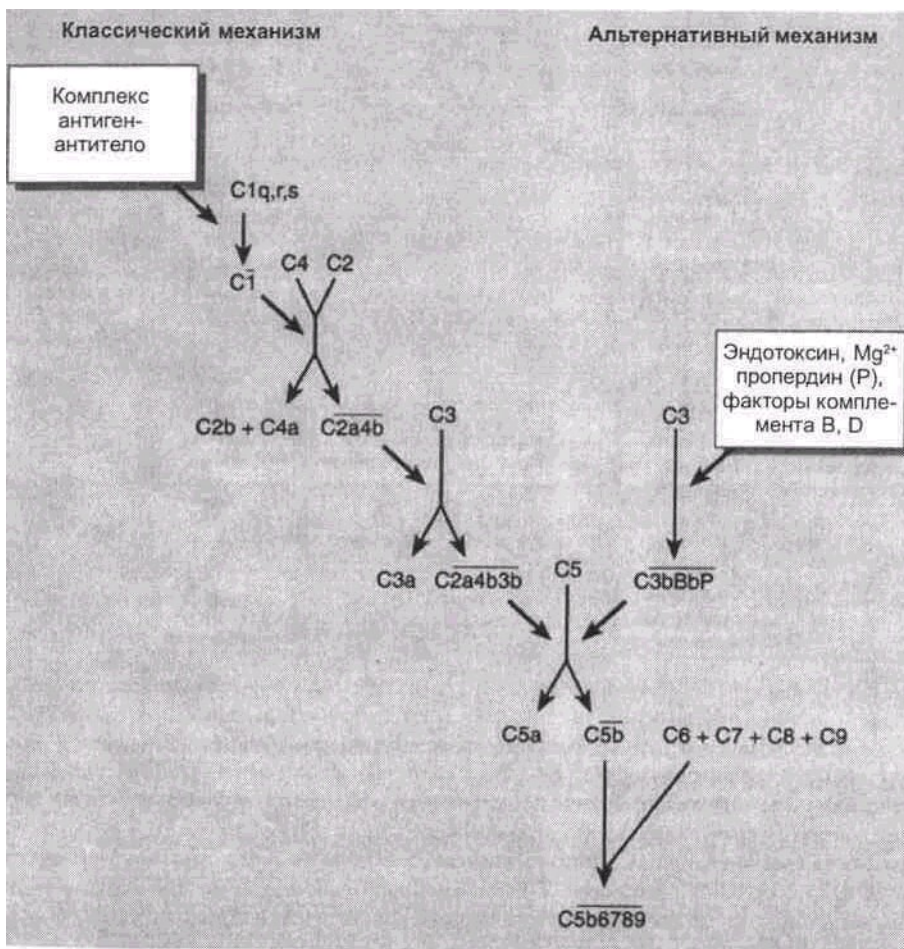 Классический механизм
Альтернативный механизм
Комплекс
антиген-
антитело
C1q,r,s
C1̅
C4
C2
Эндотоксин, Mg²⁺
пропердин (P),
факторы компле-
мента B, D
C2b + C4a
C2a4b
C3
C3
C3a
C2a4b3b
C5
C3bBbP
C5a
C5b
C6 + C7 + C8 + C9
C5b6789